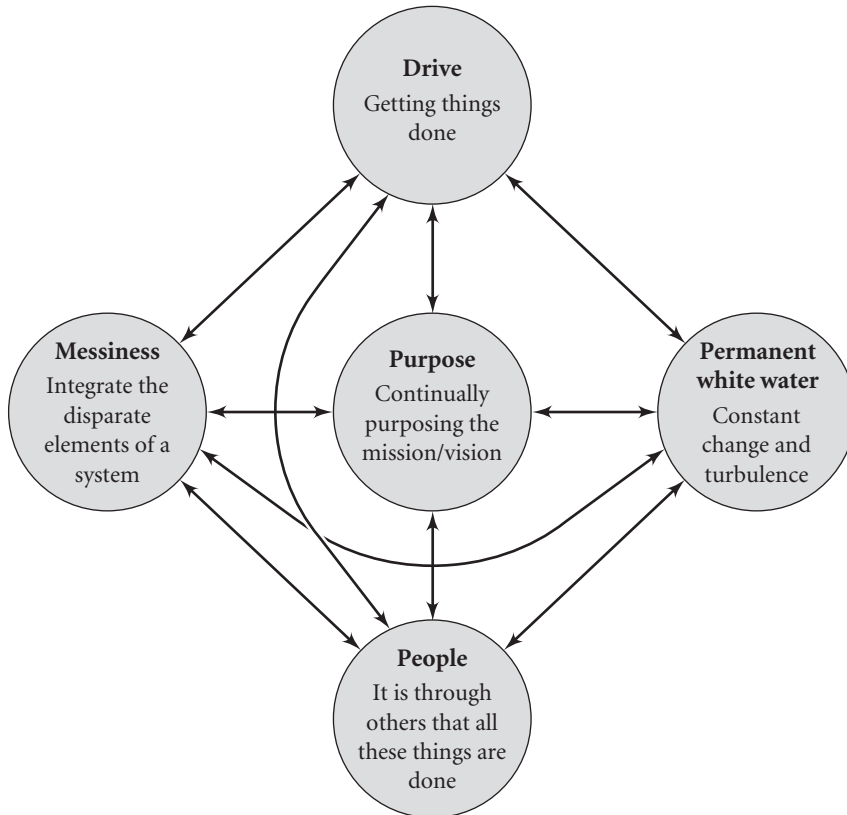 Drive
Getting things
done
Messiness
Integrate the
disparate
elements of a
system
Purpose
Continually
purposing the
mission/vision
Permanent
white water
Constant
change and
turbulence
People
It is through
others that all
these things are
done